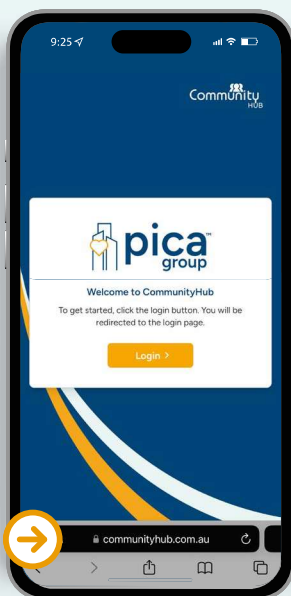 9:25
Community
HUB
pica
group
Welcome to CommunityHub
To get started, click the login button. You will be
redirected to the login page.
Login >
communityhub.com.au